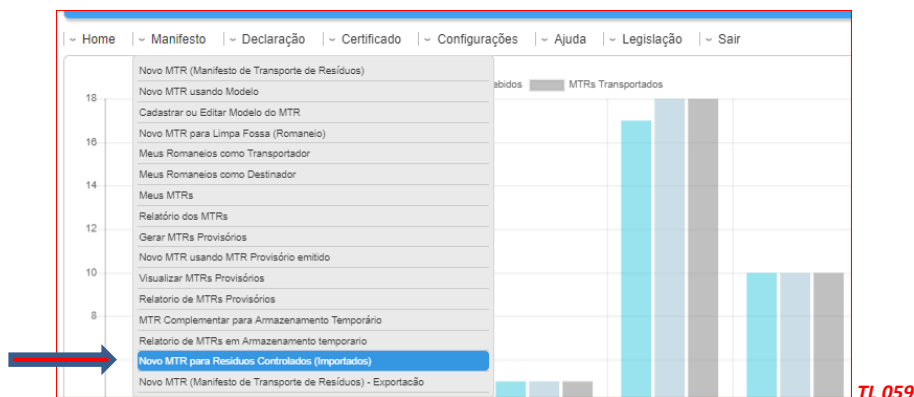 Home Manifesto Declaração Certificado Configurações Ajuda Legislação Sair
ebidos MTRs Transportados
18
16
14
12
10
8
Novo MTR (Manifesto de Transporte de Resíduos)
Novo MTR usando Modelo
Cadastrar ou Editar Modelo do MTR
Novo MTR para Limpa Fossa (Romaneio)
Meus Romaneios como Transportador
Meus Romaneios como Destinador
Meus MTRs
Relatório dos MTRs
Gerar MTRs Provisórios
Novo MTR usando MTR Provisório emitido
Visualizar MTRs Provisórios
Relatorio de MTRs Provisórios
MTR Complementar para Armazenamento Temporário
Relatorio de MTRs em Armazenamento temporario
Novo MTR para Residuos Controlados (Importados)
Novo MTR (Manifesto de Transporte de Resíduos) - Exportacão
TL 059